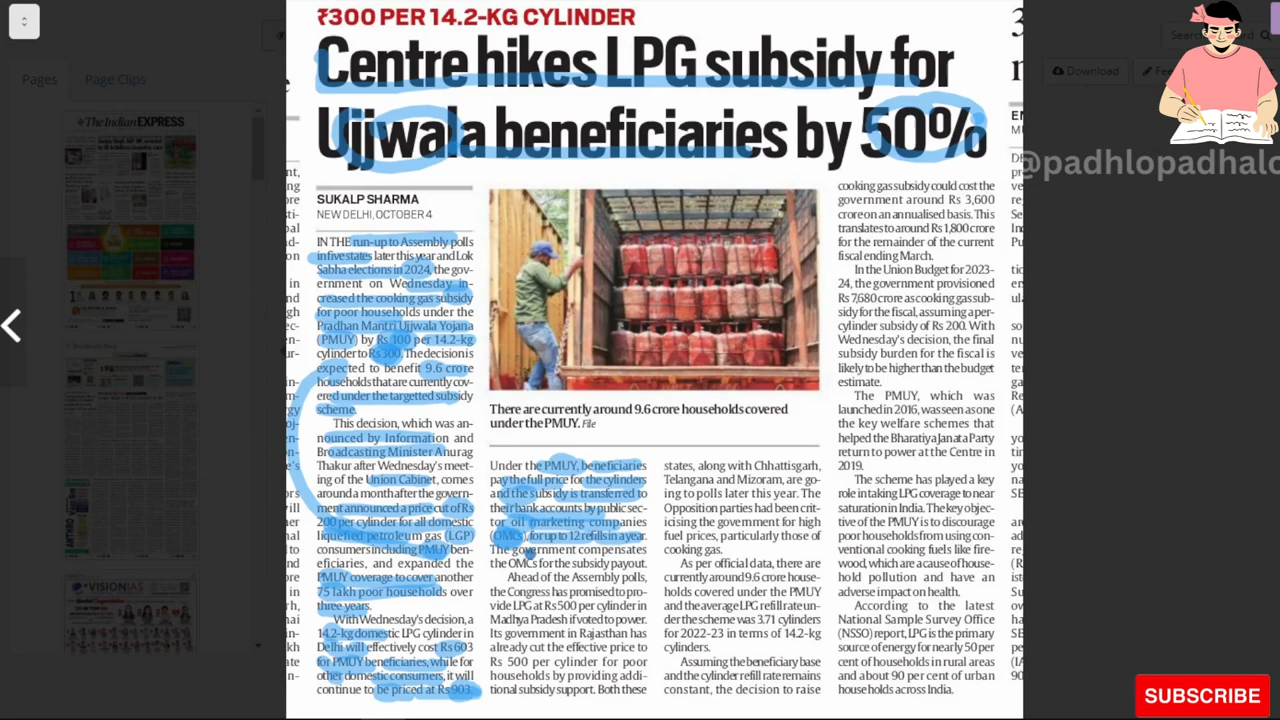 Pages
Page Clips
The Indian EXPRESS
VISIONIAS
₹300 PER 14.2-KG CYLINDER
Centre hikes LPG subsidy for
Ujjwala beneficiaries by 50%
SUKALP SHARMA
NEW DELHI, OCTOBER 4
IN THE run-up to Assembly polls
in five states later this year and Lok
Sabha elections in 2024, the gov-
ernment on Wednesday in-
creased the cooking gas subsidy
for poor households under the
Pradhan Mantri Ujjwala Yojana
(PMUY) by Rs 100 per 14.2-kg
cylinder to Rs 300. The decision is
expected to benefit 9.6 crore
households that are currently cov-
ered under the targetted subsidy
scheme.
This decision, which was an-
nounced by Information and
Broadcasting Minister Anurag
Thakur after Wednesday's meet-
ing of the Union Cabinet, comes
around a month after the govern-
ment announced a price cut of Rs
200 per cylinder for all domestic
liquefied petroleum gas (LGP)
consumers including PMUY ben-
eficiaries, and expanded the
PMUY coverage to cover another
75 lakh poor households over
three years.
With Wednesday's decision, a
14.2-kg domestic LPG cylinder in
Delhi will effectively cost Rs 603
for PMUY beneficiaries, while for
other domestic consumers, it will
continue to be priced at Rs 903.
There are currently around 9.6 crore households covered
under the PMUY. File
Under the PMUY, beneficiaries
pay the full price for the cylinders
and the subsidy is transferred to
their bank accounts by public sec-
tor oil marketing companies
(OMCs), for up to 12 refills in a year.
The government compensates
the OMCs for the subsidy payout.
Ahead of the Assembly polls,
the Congress has promised to pro-
vide LPG at Rs 500 per cylinder in
Madhya Pradesh if voted to power.
Its government in Rajasthan has
already cut the effective price to
Rs 500 per cylinder for poor
households by providing addi-
tional subsidy support. Both these
states, along with Chhattisgarh,
Telangana and Mizoram, are go-
ing to polls later this year. The
Opposition parties had been crit-
icising the government for high
fuel prices, particularly those of
cooking gas.
As per official data, there are
currently around 9.6 crore house-
holds covered under the PMUY
and the average LPG refill rate un-
der the scheme was 3.71 cylinders
for 2022-23 in terms of 14.2-kg
cylinders.
Assuming the beneficiary base
and the cylinder refill rate remains
constant, the decision to raise
cooking gas subsidy could cost the
government around Rs 3,600
crore on an annualised basis. This
translates to around Rs 1,800 crore
for the remainder of the current
fiscal ending March.
In the Union Budget for 2023-
24, the government provisioned
Rs 7,680 crore as cooking gas sub-
sidy for the fiscal, assuming a per-
cylinder subsidy of Rs 200. With
Wednesday's decision, the final
subsidy burden for the fiscal is
likely to be higher than the budget
estimate.
The PMUY, which was
launched in 2016, was seen as one
the key welfare schemes that
helped the Bharatiya Janata Party
return to power at the Centre in
2019.
The scheme has played a key
role in taking LPG coverage to near
saturation in India. The key objec-
tive of the PMUY is to discourage
poor households from using con-
ventional cooking fuels like fire-
wood, which are a cause of house-
hold pollution and have an
adverse impact on health.
According to the latest
National Sample Survey Office
(NSSO) report, LPG is the primary
source of energy for nearly 50 per
cent of households in rural areas
and about 90 per cent of urban
households across India.
Download
@padhlopadhalo
SUBSCRIBE